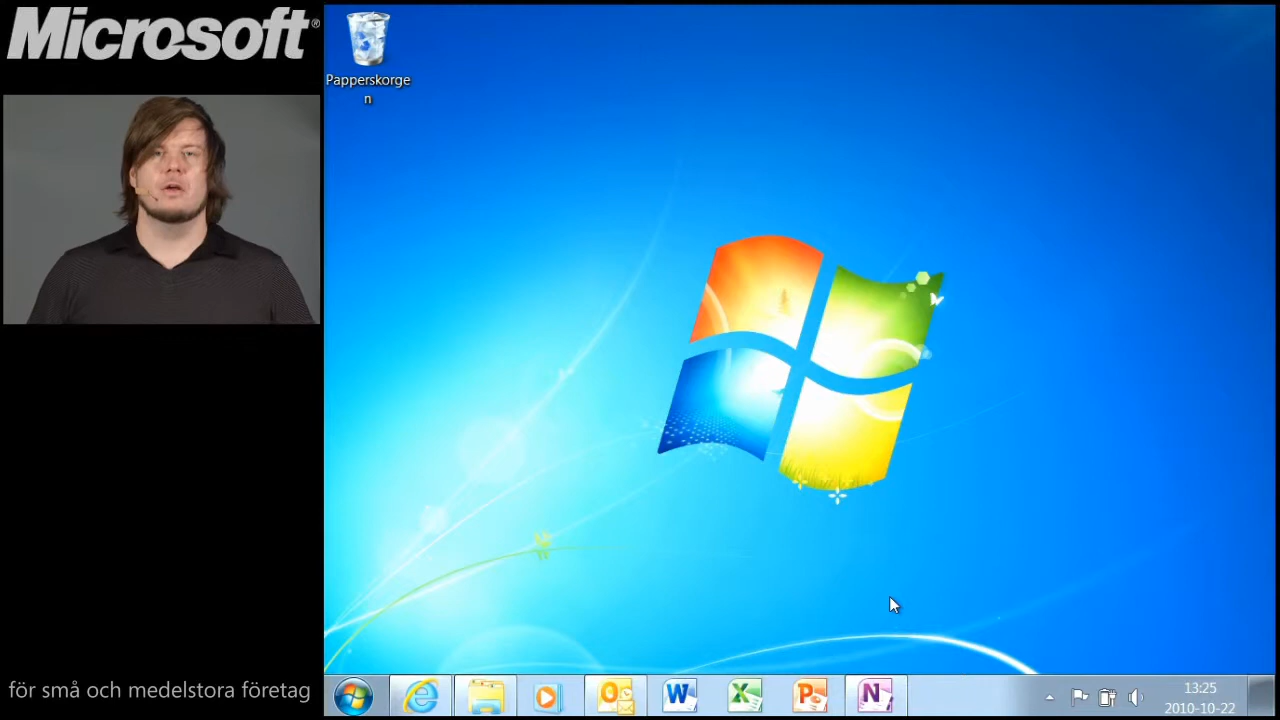 Microsoft®
Papperskorge
n
för små och medelstora företag
13:25
2010-10-22